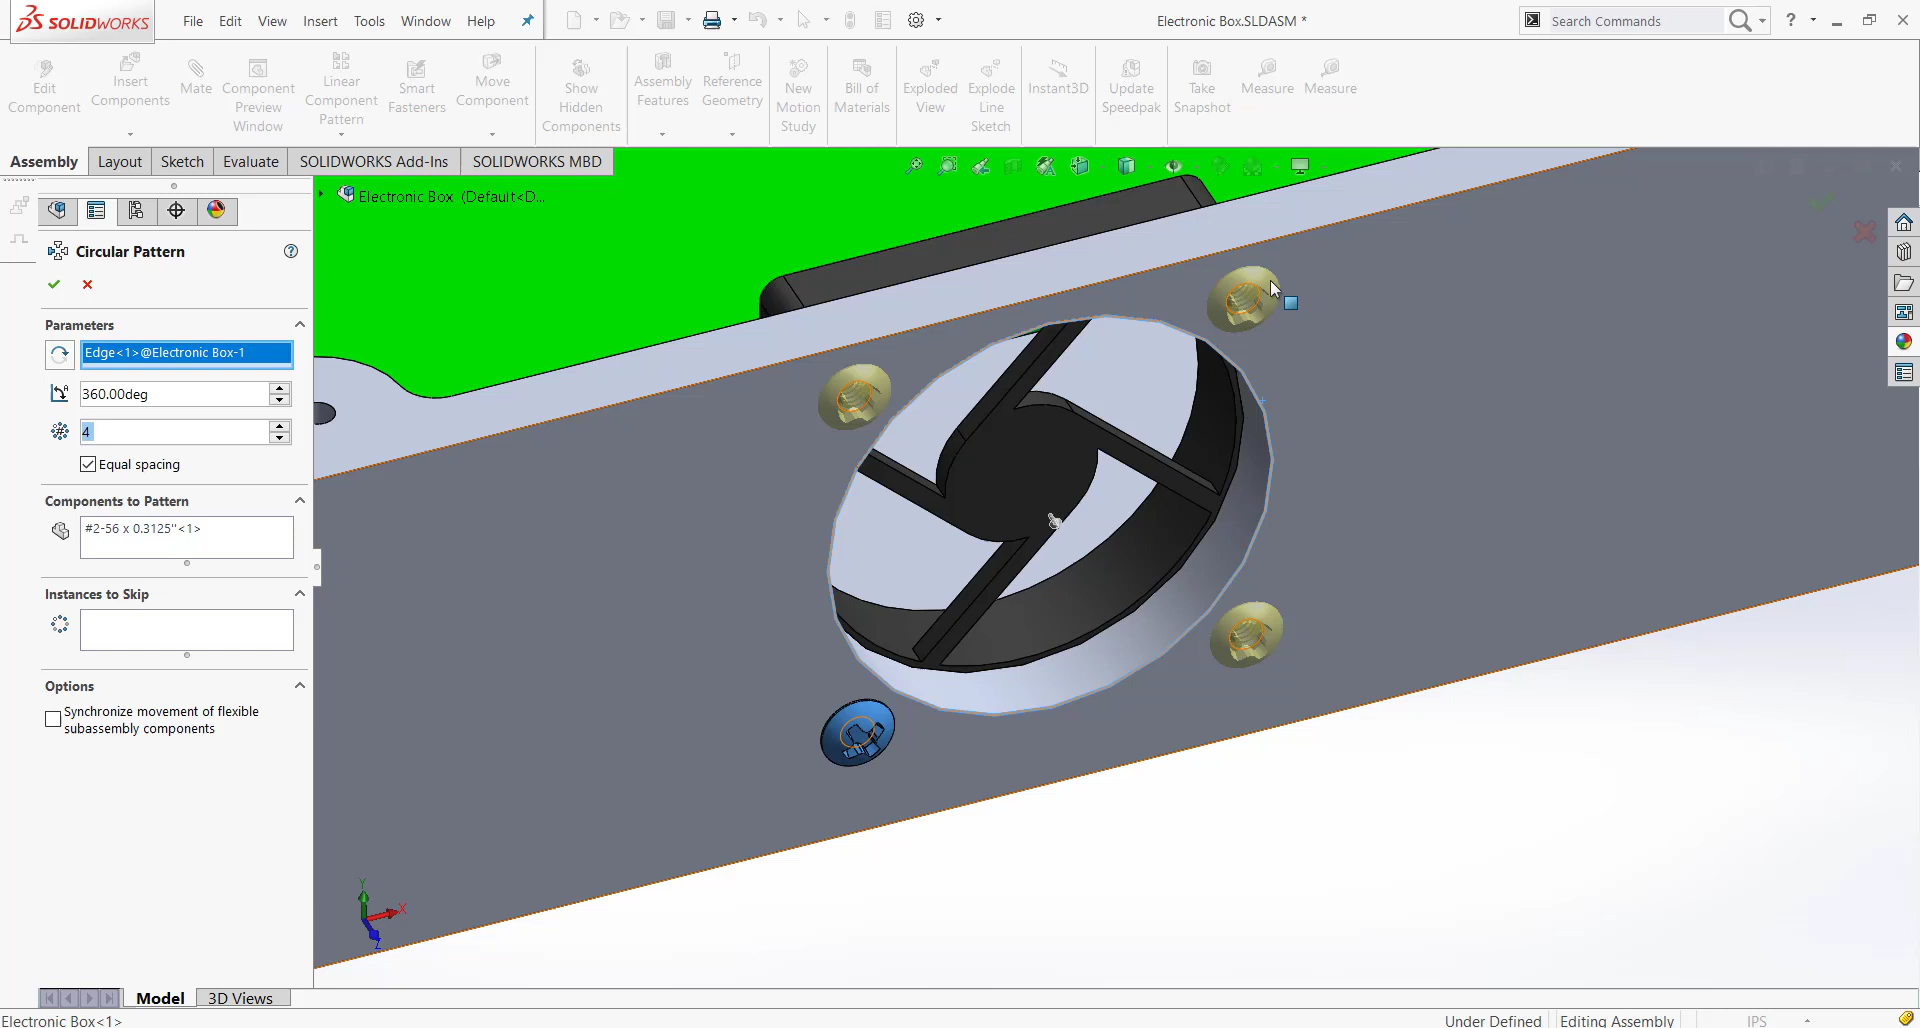 SOLIDWORKS
File Edit View Insert Tools Window Help
Electronic Box.SLDASM *
Search Commands
?
Edit Component
Insert Components
Mate
Component Preview Window
Linear Component Pattern
Smart Fasteners
Move Component
Show Hidden Components
Assembly Features
Reference Geometry
New Motion Study
Bill of Materials
Exploded View
Explode Line Sketch
Instant3D
Update Speedpak
Take Snapshot
Measure
Measure
Assembly Layout Sketch Evaluate SOLIDWORKS Add-Ins SOLIDWORKS MBD
Electronic Box (Default<D...
Circular Pattern
Parameters
Edge<1>@Electronic Box-1
360.00deg
4
Equal spacing
Components to Pattern
#2-56 x 0.3125"<1>
Instances to Skip
Options
Synchronize movement of flexible
subassembly components
Y
X
Z
Model 3D Views
Electronic Box<1>
Under Defined Editing Assembly IPS